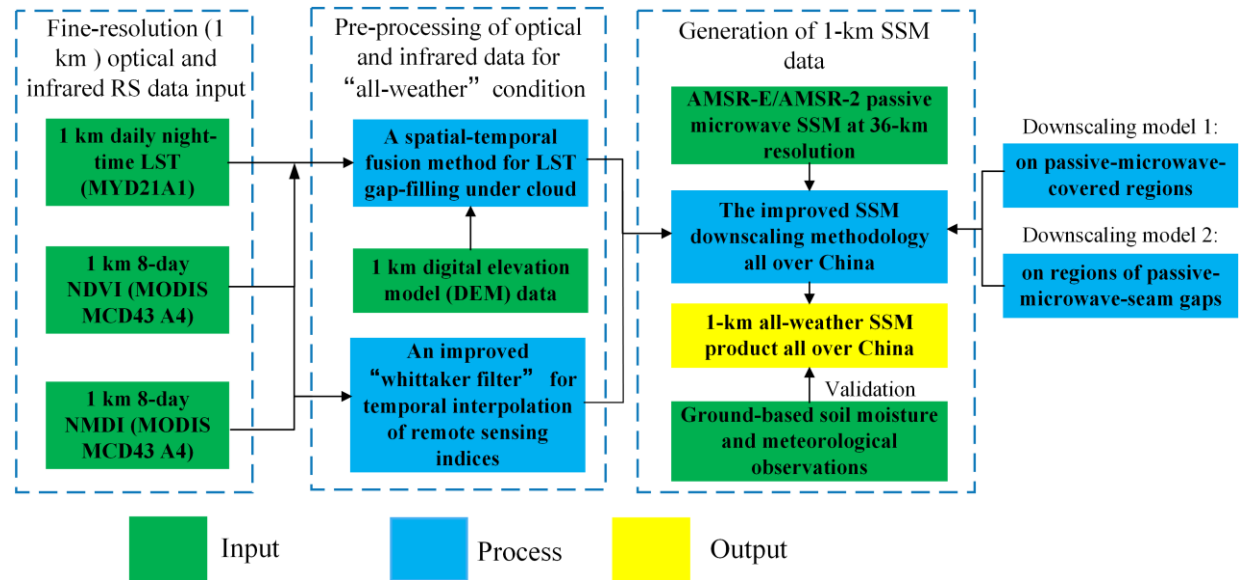 Fine-resolution (1
km ) optical and
infrared RS data input
1 km daily night-
time LST
(MYD21A1)
1 km 8-day
NDVI (MODIS
MCD43 A4)
1 km 8-day
NMDI (MODIS
MCD43 A4)
Pre-processing of optical
and infrared data for
“all-weather” condition
A spatial-temporal
fusion method for LST
gap-filling under cloud
1 km digital elevation
model (DEM) data
An improved
“whittaker filter” for
temporal interpolation
of remote sensing
indices
Generation of 1-km SSM
data
AMSR-E/AMSR-2 passive
microwave SSM at 36-km
resolution
The improved SSM
downscaling methodology
all over China
1-km all-weather SSM
product all over China
Validation
Ground-based soil moisture
and meteorological
observations
Downscaling model 1:
on passive-microwave-
covered regions
Downscaling model 2:
on regions of passive-
microwave-seam gaps
Input
Process
Output